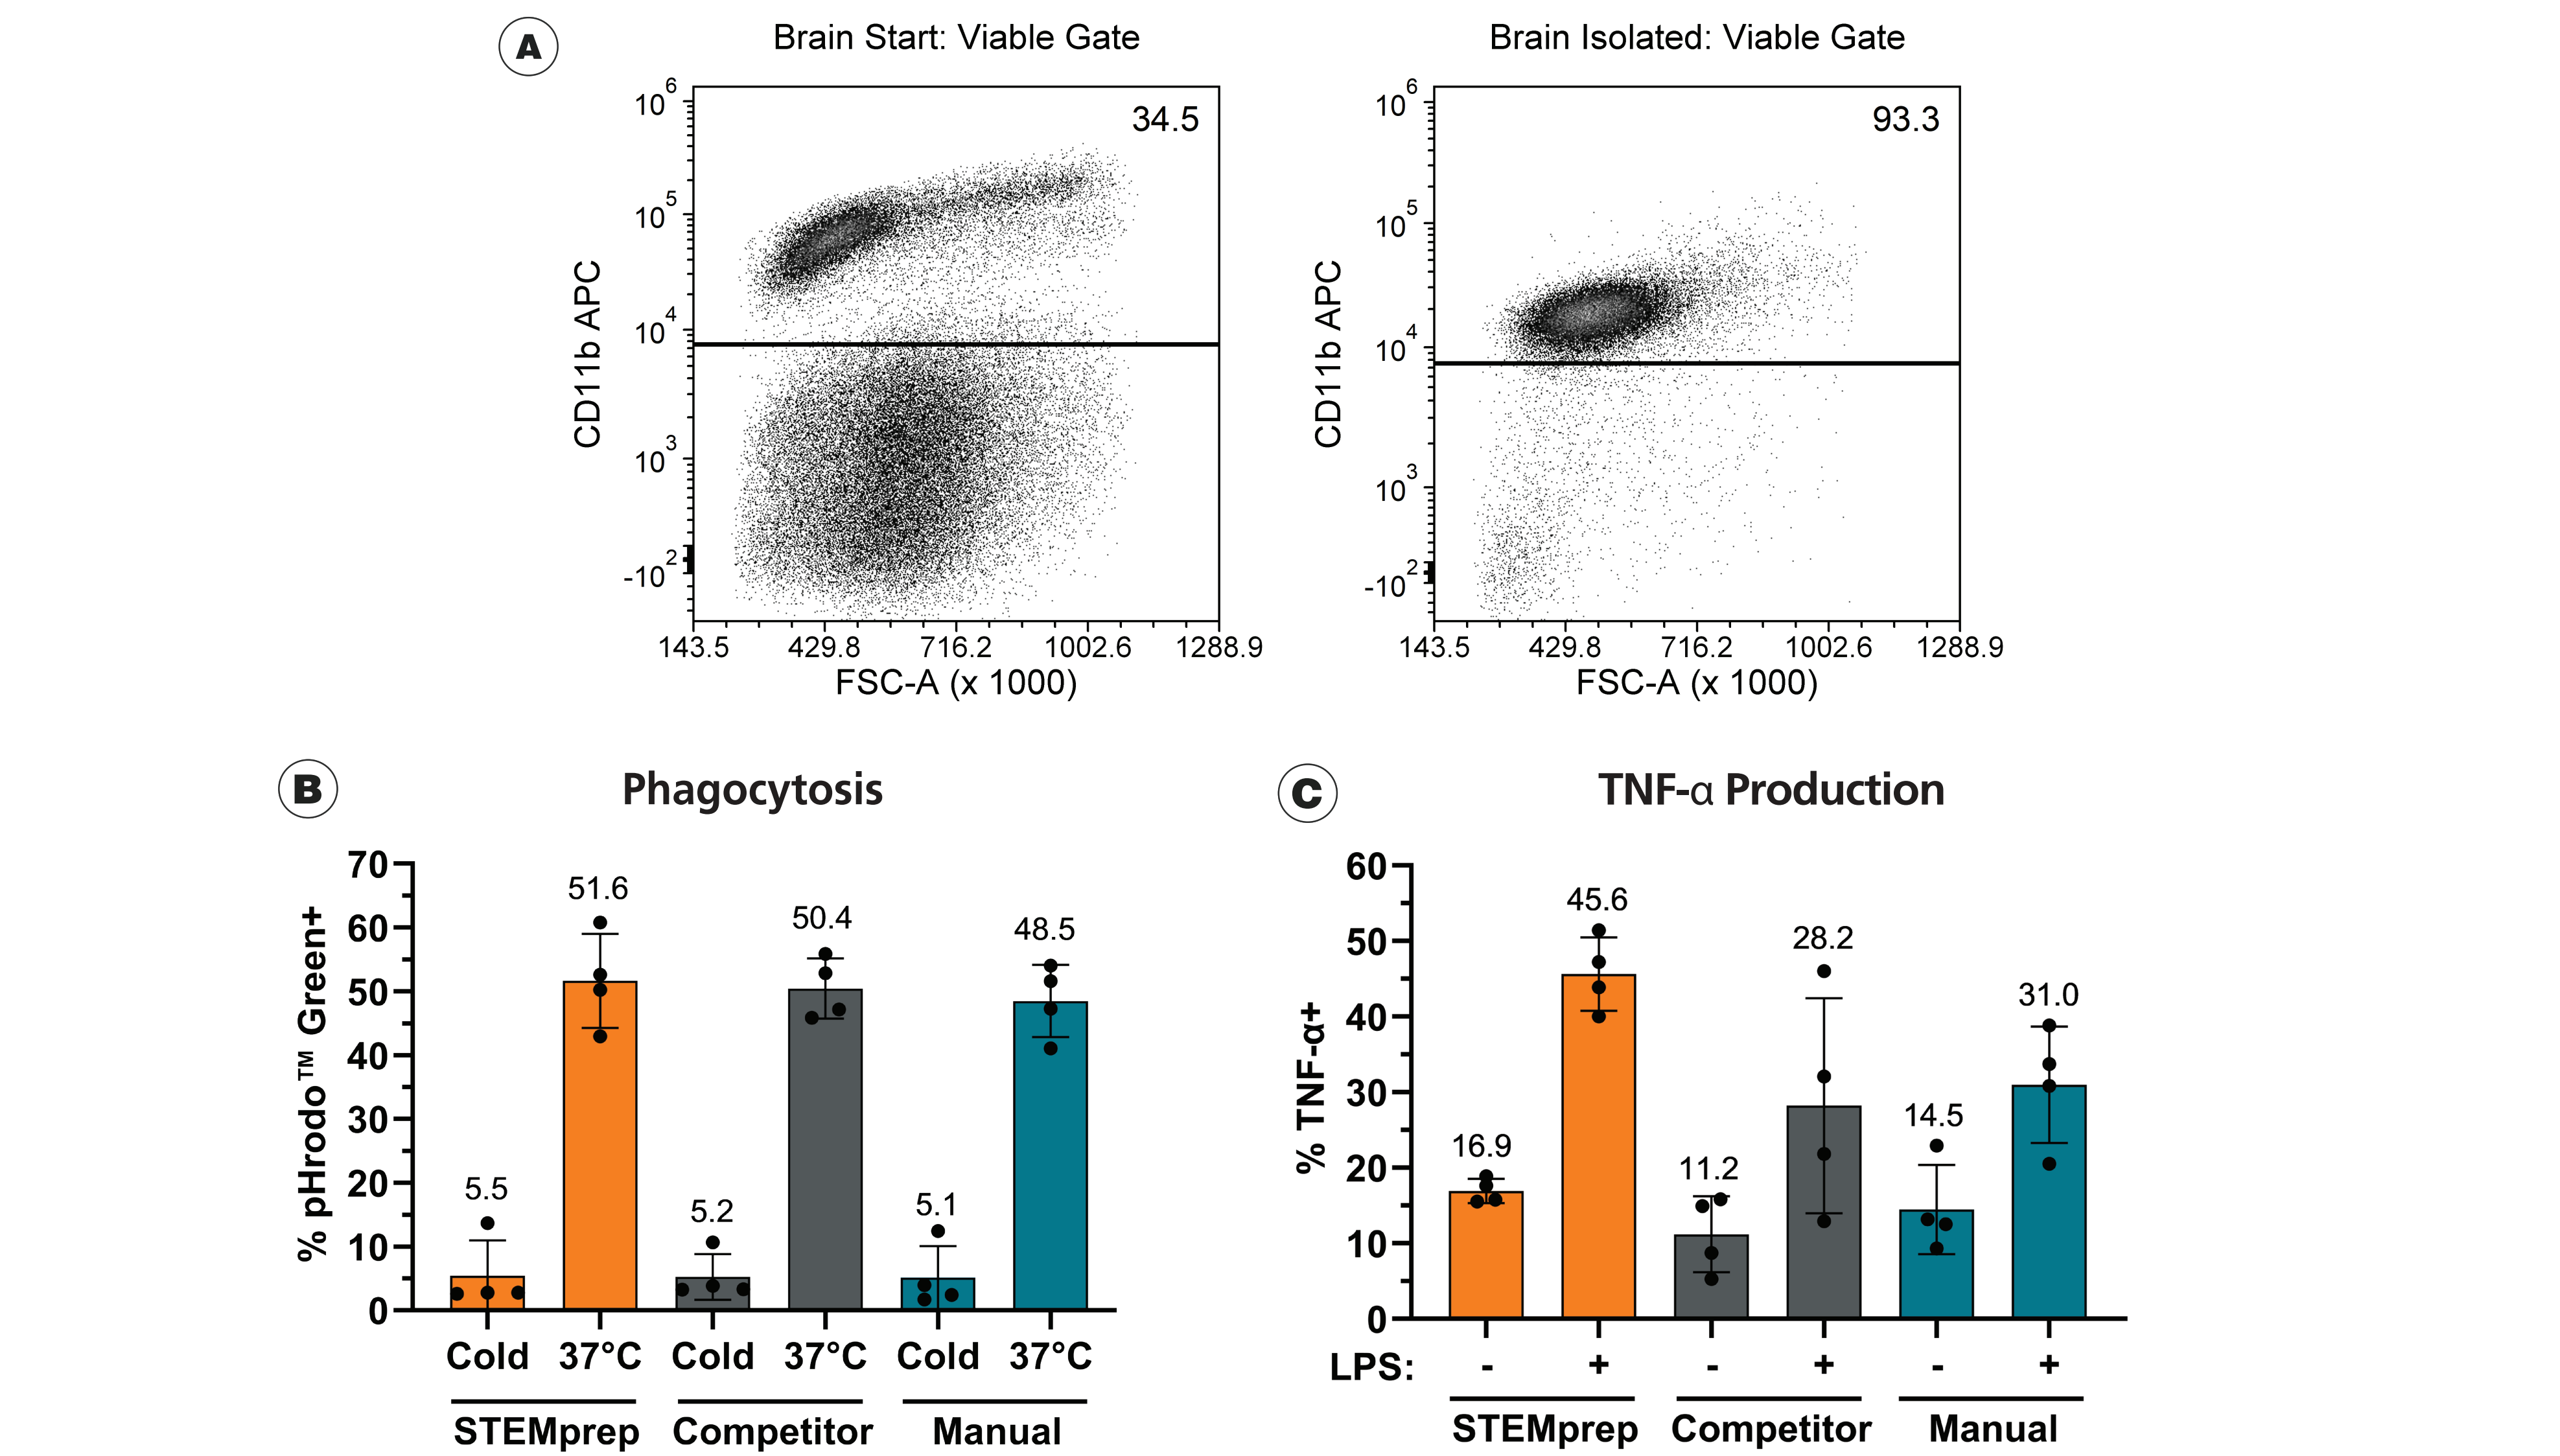 A
Brain Start: Viable Gate
Brain Isolated: Viable Gate
34.5
93.3
10^6
10^5
10^4
10^3
-10^2
CD11b APC
143.5 429.8 716.2 1002.6 1288.9
FSC-A (x 1000)
10^6
10^5
10^4
10^3
-10^2
CD11b APC
143.5 429.8 716.2 1002.6 1288.9
FSC-A (x 1000)
B
Phagocytosis
% pHrodo™ Green+
70
60
50
40
30
20
10
0
5.5
51.6
5.2
50.4
5.1
48.5
Cold 37°C Cold 37°C Cold 37°C
STEMprep Competitor Manual
C
TNF-α Production
% TNF-α+
60
50
40
30
20
10
0
16.9
45.6
11.2
28.2
14.5
31.0
LPS: - + - + - +
STEMprep Competitor Manual